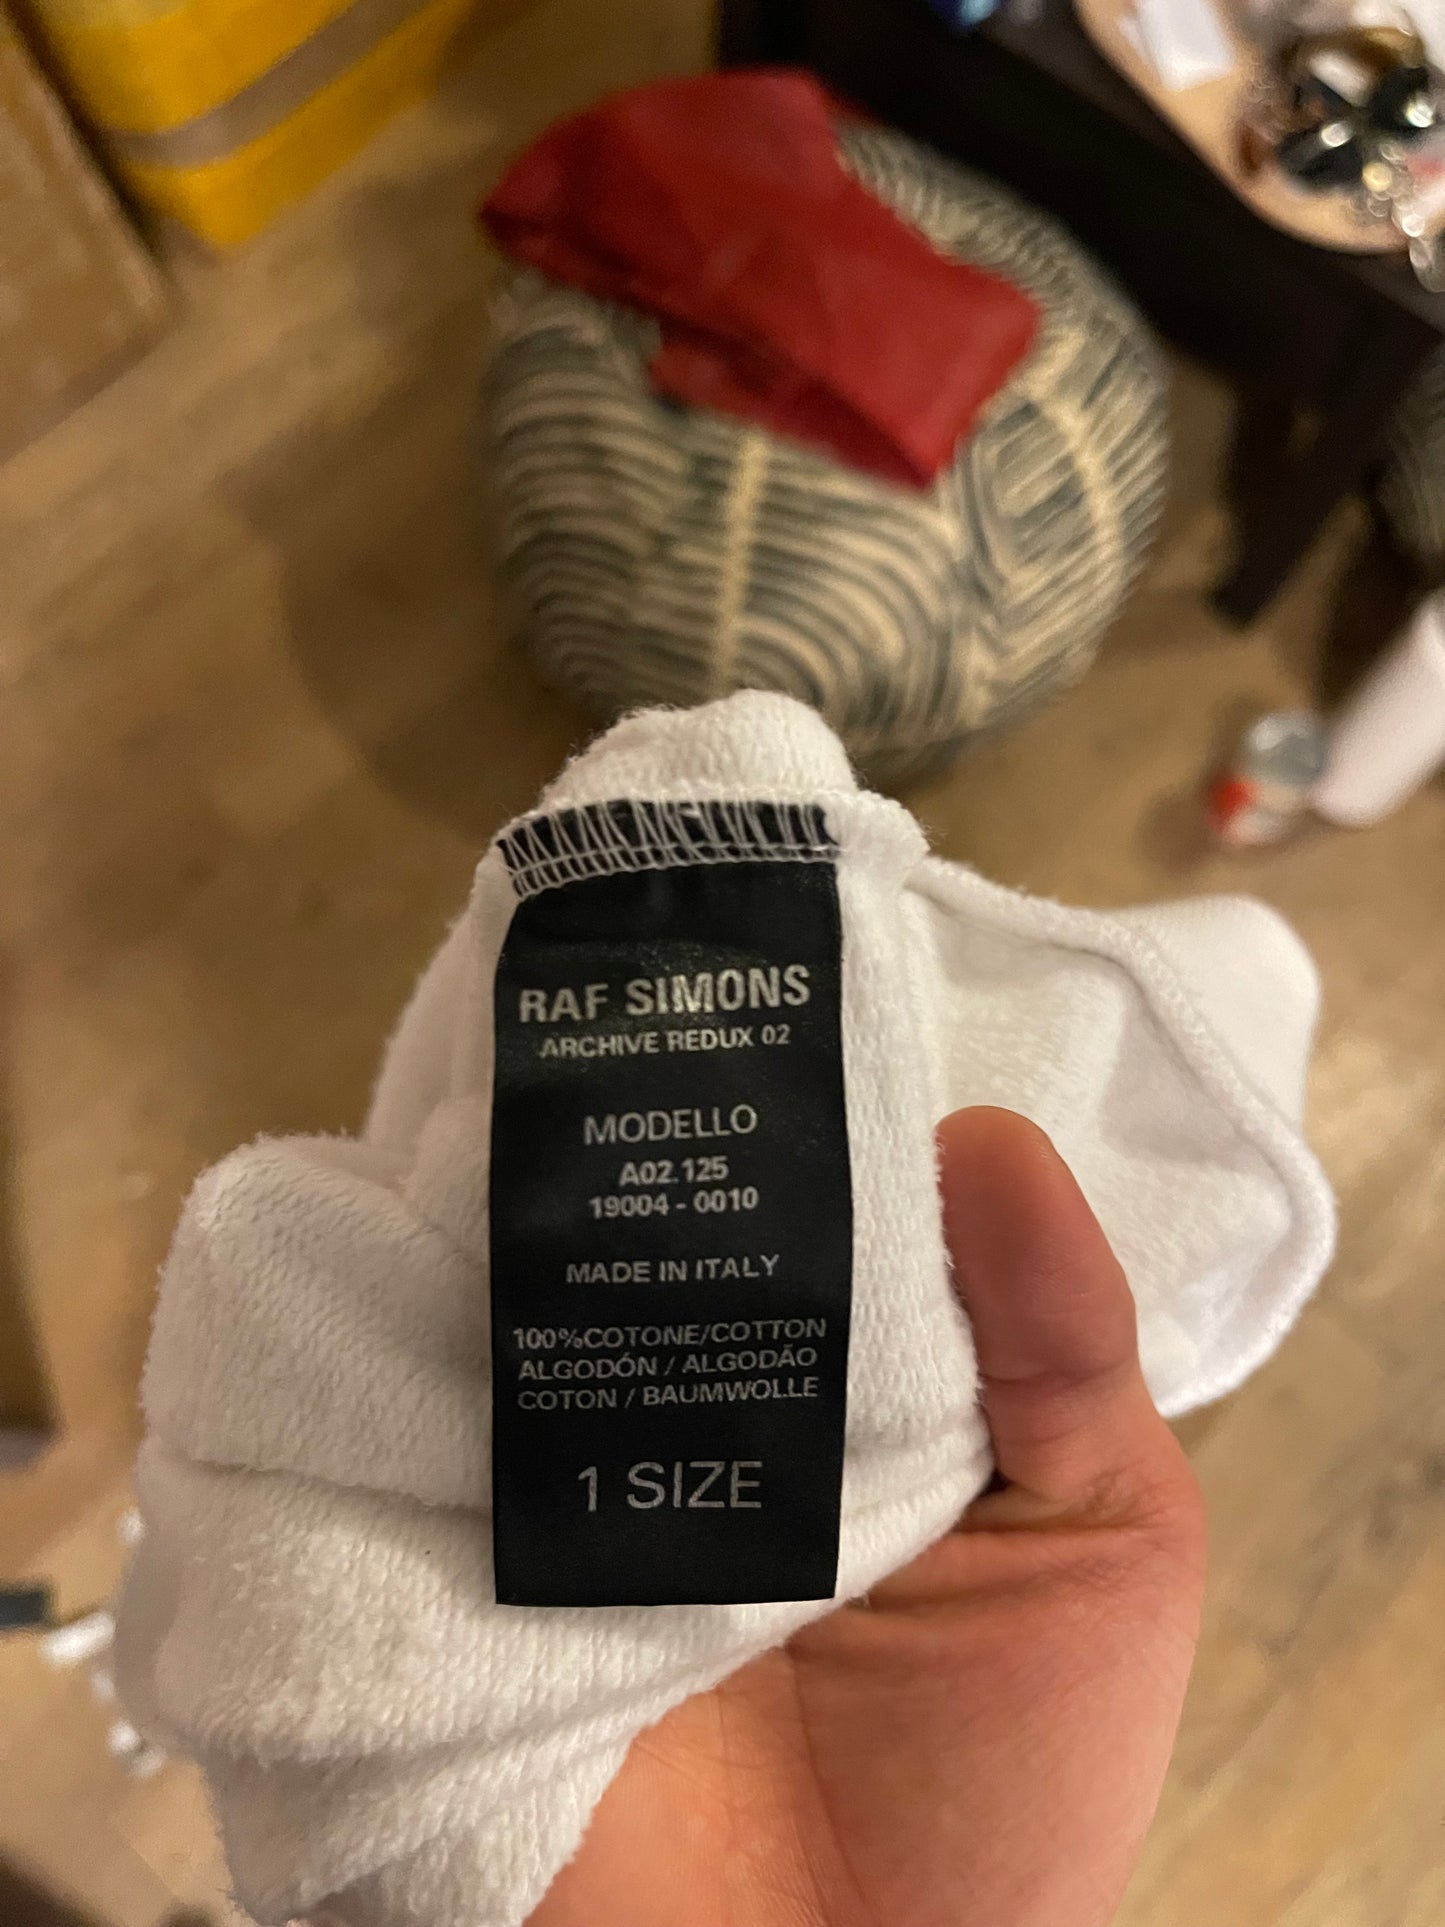 RAF SIMONS
ARCHIVE REDUX 02
MODELLO
A02.125
19004 - 0010
MADE IN ITALY
100%COTONE/COTTON
ALGODÓN / ALGODÃO
COTON / BAUMWOLLE
1 SIZE